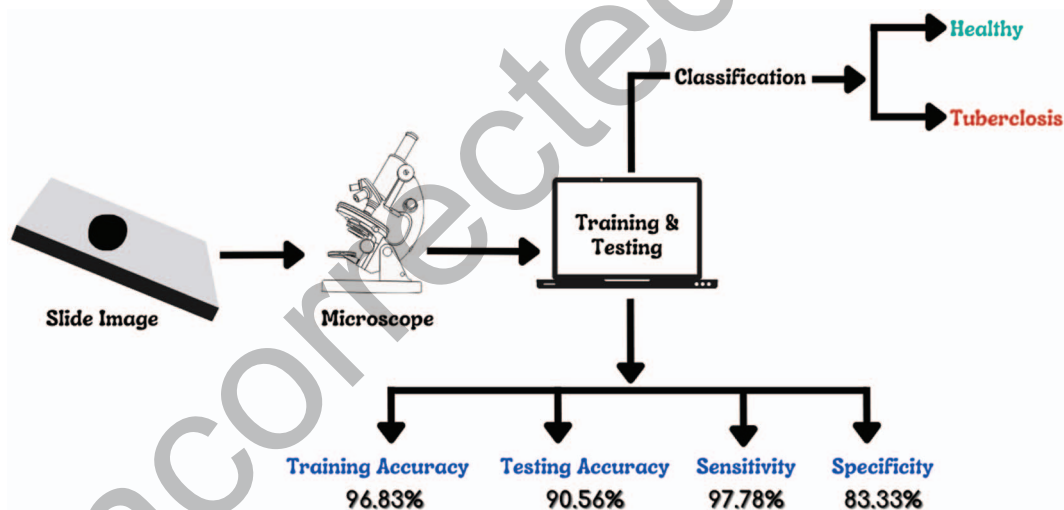 Healthy
Classification
Tuberclosis
Training &
Testing
Slide Image
Microscope
Training Accuracy Testing Accuracy Sensitivity Specificity
96.83% 90.56% 97.78% 83.33%